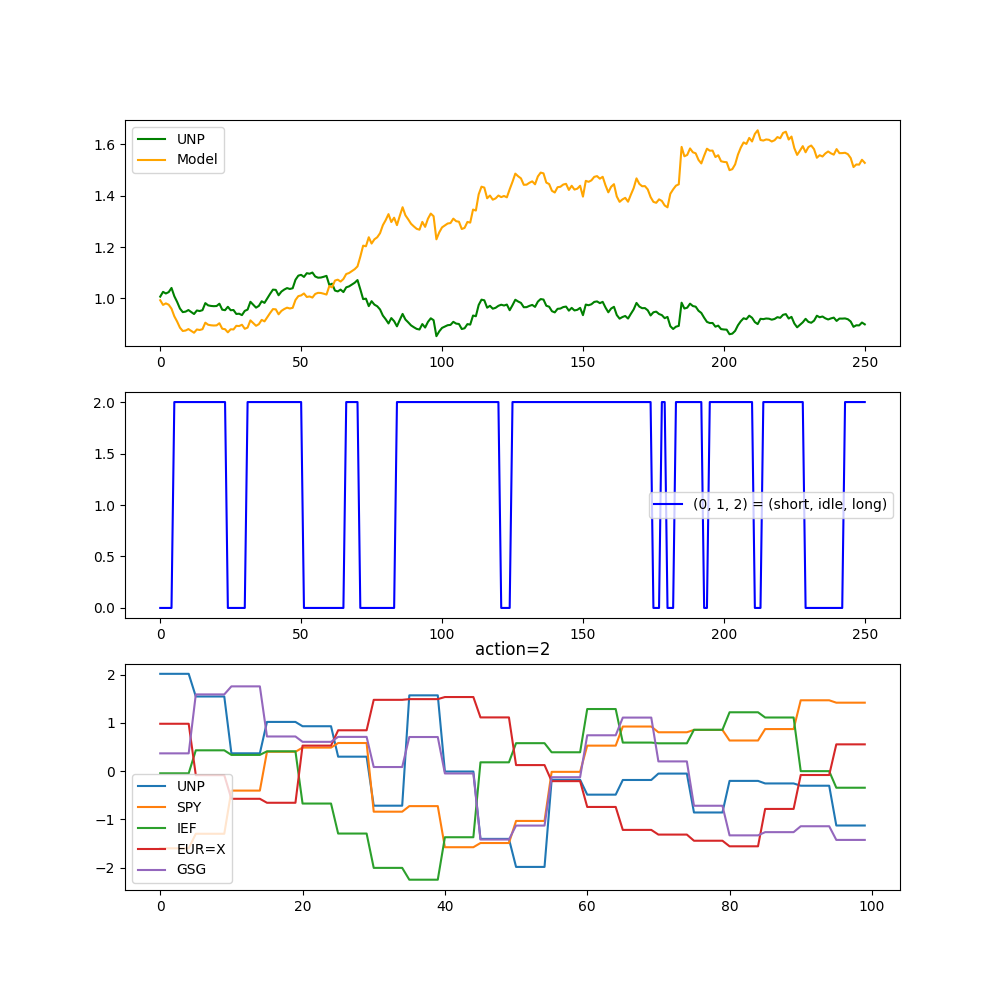 UNP
Model
1.6
1.4
1.2
1.0
0 50 100 150 200 250
2.0
1.5
1.0
0.5
0.0
(0, 1, 2) = (short, idle, long)
0 50 100 150 200 250
action=2
2
1
0
−1
−2
UNP
SPY
IEF
EUR=X
GSG
0 20 40 60 80 100